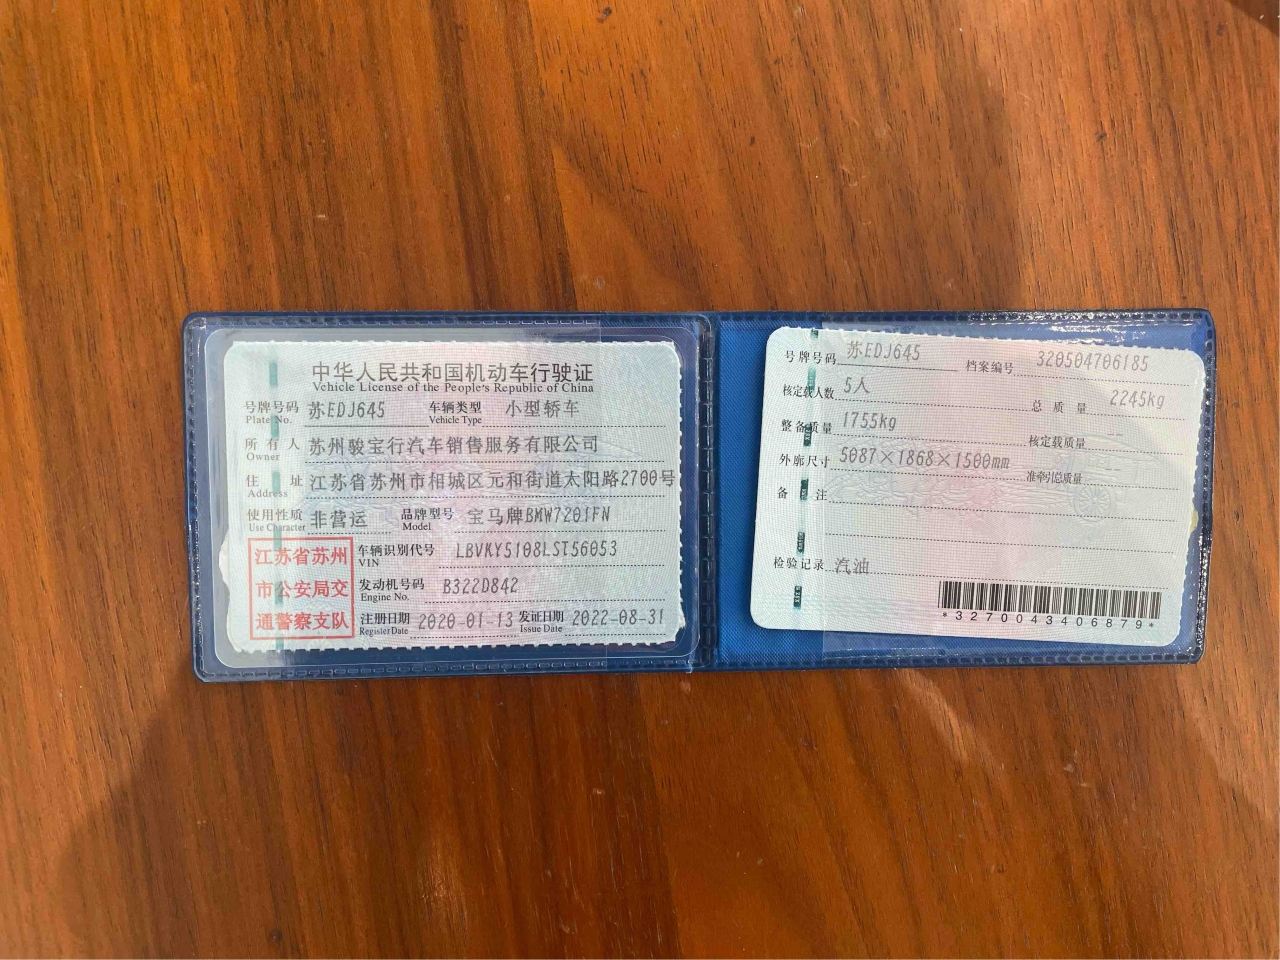 中华人民共和国机动车行驶证
Vehicle License of the People's Republic of China
号牌号码 苏EDJ645 车辆类型 小型轿车
Plate No. Vehicle Type
所有人 苏州骏宝行汽车销售服务有限公司
Owner
住址 江苏省苏州市相城区元和街道太阳路2700号
Address
使用性质 非营运 品牌型号 宝马牌BMW7201FN
Use Character Model
江苏省苏州
市公安局交
通警察支队
车辆识别代号 LBVKY5108LST56053
VIN
发动机号码 B322D842
Engine No.
注册日期 2020-01-13 发证日期 2022-08-31
Register Date Issue Date
号牌号码 苏EDJ645 档案编号 320504706185
核定载人数 5人 总质量 2245kg
整备质量 1755kg 核定载质量 --
外廓尺寸 5087×1868×1500mm 准牵引总质量 --
备注
检验记录 汽油
*3270043406879*